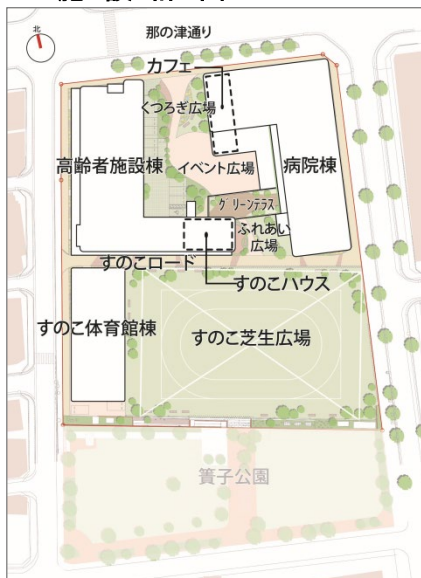 北
那の津通り
カフェ
くつろぎ広場
高齢者施設棟
イベント広場
病院棟
グリーンテラス
ふれあい
広場
すのこロード
すのこハウス
すのこ体育館棟
すのこ芝生広場
簀子公園